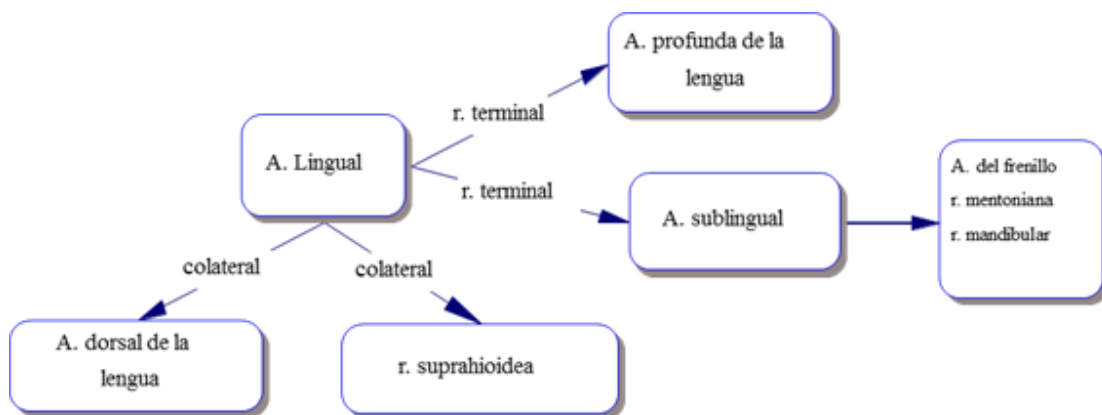 A. profunda de la
lengua
r. terminal
A. Lingual
r. terminal
A. sublingual
A. del frenillo
r. mentoniana
r. mandibular
colateral
colateral
A. dorsal de la
lengua
r. suprahioidea